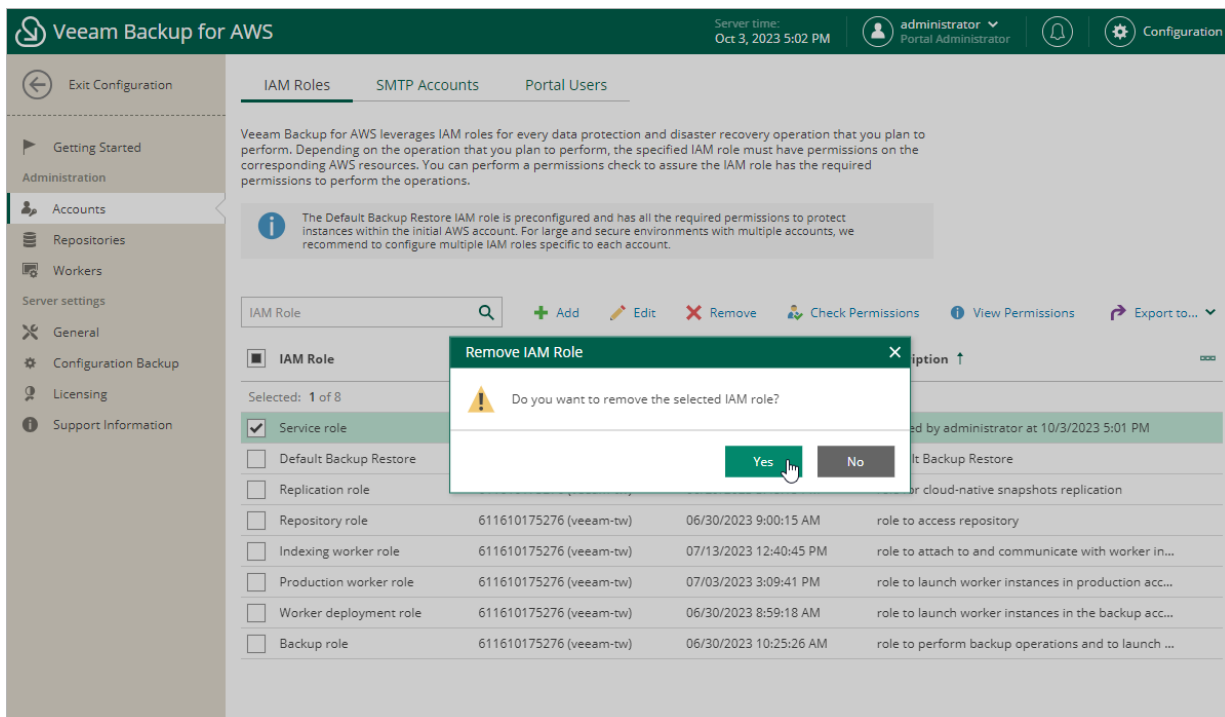 Veeam Backup for AWS
Server time:
Oct 3, 2023 5:02 PM
administrator
Portal Administrator
Configuration
Exit Configuration
Getting Started
Administration
Accounts
Repositories
Workers
Server settings
General
Configuration Backup
Licensing
Support Information
IAM Roles SMTP Accounts Portal Users
Veeam Backup for AWS leverages IAM roles for every data protection and disaster recovery operation that you plan to
perform. Depending on the operation that you plan to perform, the specified IAM role must have permissions on the
corresponding AWS resources. You can perform a permissions check to assure the IAM role has the required
permissions to perform the operations.
The Default Backup Restore IAM role is preconfigured and has all the required permissions to protect
instances within the initial AWS account. For large and secure environments with multiple accounts, we
recommend to configure multiple IAM roles specific to each account.
IAM Role Add Edit Remove Check Permissions View Permissions Export to...
IAM Role iption ↑
Selected: 1 of 8
Remove IAM Role
Do you want to remove the selected IAM role?
Yes No
Service role ed by administrator at 10/3/2023 5:01 PM
Default Backup Restore lt Backup Restore
Replication role for cloud-native snapshots replication
Repository role 611610175276 (veeam-tw) 06/30/2023 9:00:15 AM role to access repository
Indexing worker role 611610175276 (veeam-tw) 07/13/2023 12:40:45 PM role to attach to and communicate with worker in...
Production worker role 611610175276 (veeam-tw) 07/03/2023 3:09:41 PM role to launch worker instances in production acc...
Worker deployment role 611610175276 (veeam-tw) 06/30/2023 8:59:18 AM role to launch worker instances in the backup acc...
Backup role 611610175276 (veeam-tw) 06/30/2023 10:25:26 AM role to perform backup operations and to launch ...